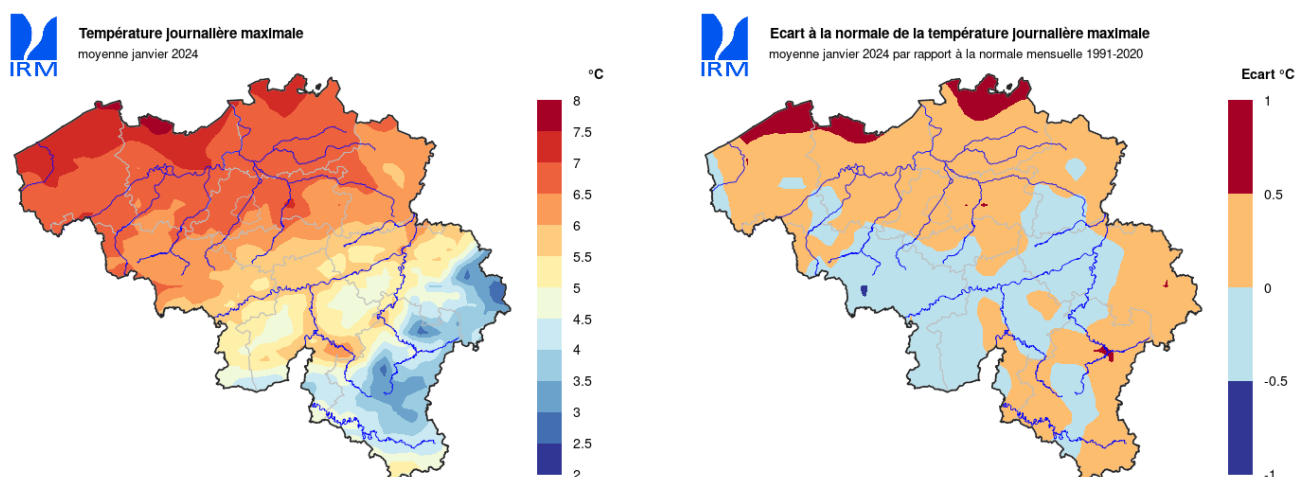 IRM
Température journalière maximale
moyenne janvier 2024
°C
8
7.5
7
6.5
6
5.5
5
4.5
4
3.5
3
2.5
2
IRM
Ecart à la normale de la température journalière maximale
moyenne janvier 2024 par rapport à la normale mensuelle 1991-2020
Ecart °C
1
0.5
0
-0.5
-1